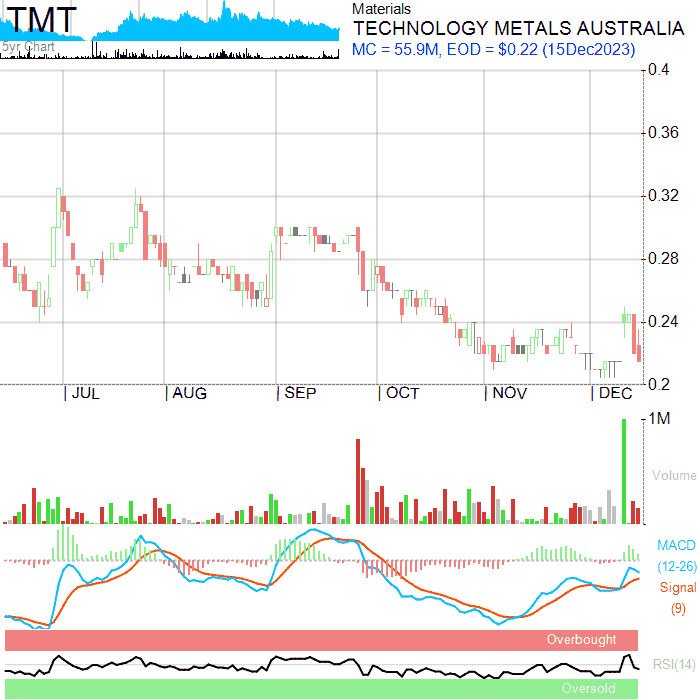 TMT
5yr Chart
Materials
TECHNOLOGY METALS AUSTRALIA
MC = 55.9M, EOD = $0.22 (15Dec2023)
0.4
0.36
0.32
0.28
0.24
0.2
JUL AUG SEP OCT NOV DEC
1M
Volume
MACD
(12-26)
Signal
(9)
Overbought
RSI(14)
Oversold